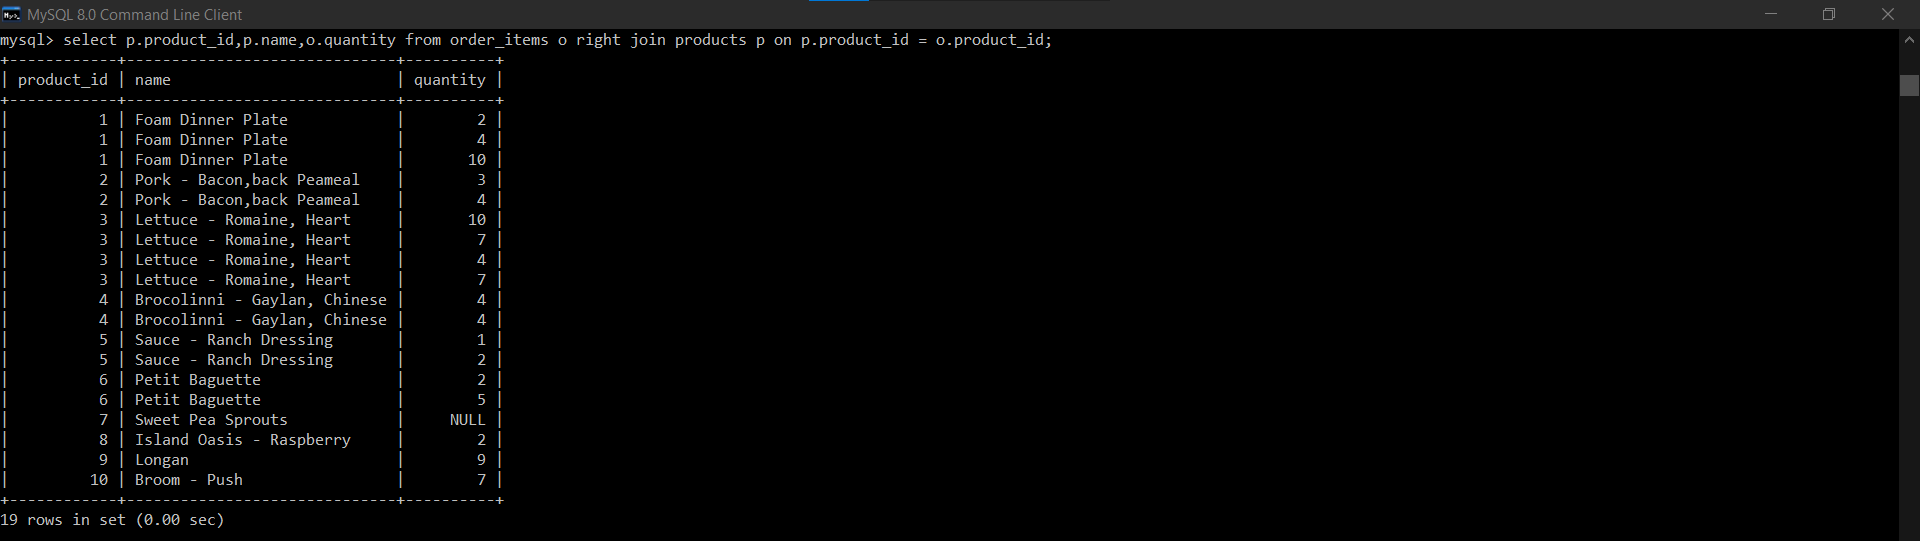 MySQL 8.0 Command Line Client
mysql> select p.product_id,p.name,o.quantity from order_items o right join products p on p.product_id = o.product_id;
+------------+------------------------------+----------+
| product_id | name                         | quantity |
+------------+------------------------------+----------+
|          1 | Foam Dinner Plate            |        2 |
|          1 | Foam Dinner Plate            |        4 |
|          1 | Foam Dinner Plate            |       10 |
|          2 | Pork - Bacon,back Peameal    |        3 |
|          2 | Pork - Bacon,back Peameal    |        4 |
|          3 | Lettuce - Romaine, Heart     |       10 |
|          3 | Lettuce - Romaine, Heart     |        7 |
|          3 | Lettuce - Romaine, Heart     |        4 |
|          3 | Lettuce - Romaine, Heart     |        7 |
|          4 | Brocolinni - Gaylan, Chinese |        4 |
|          4 | Brocolinni - Gaylan, Chinese |        4 |
|          5 | Sauce - Ranch Dressing       |        1 |
|          5 | Sauce - Ranch Dressing       |        2 |
|          6 | Petit Baguette               |        2 |
|          6 | Petit Baguette               |        5 |
|          7 | Sweet Pea Sprouts            |     NULL |
|          8 | Island Oasis - Raspberry     |        2 |
|          9 | Longan                       |        9 |
|         10 | Broom - Push                 |        7 |
+------------+------------------------------+----------+
19 rows in set (0.00 sec)